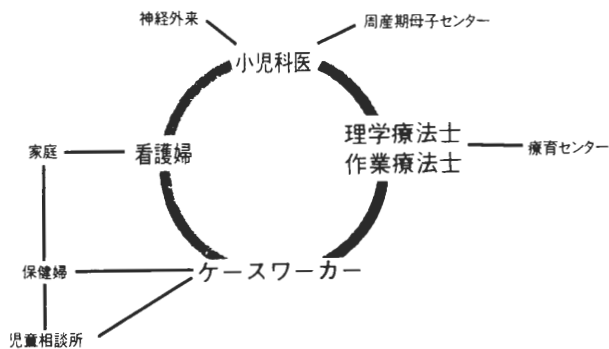 神経外来
周産期母子センター
小児科医
理学療法士
作業療法士
療育センター
家庭
看護婦
保健婦
ケースワーカー
児童相談所